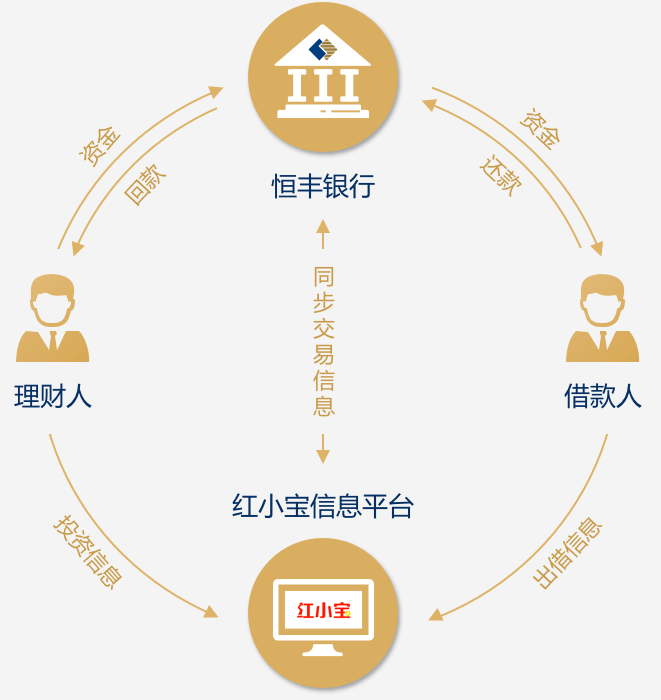 资金
回款
资金
还款
恒丰银行
同步交易信息
理财人
借款人
红小宝信息平台
投资信息
出借信息
红小宝